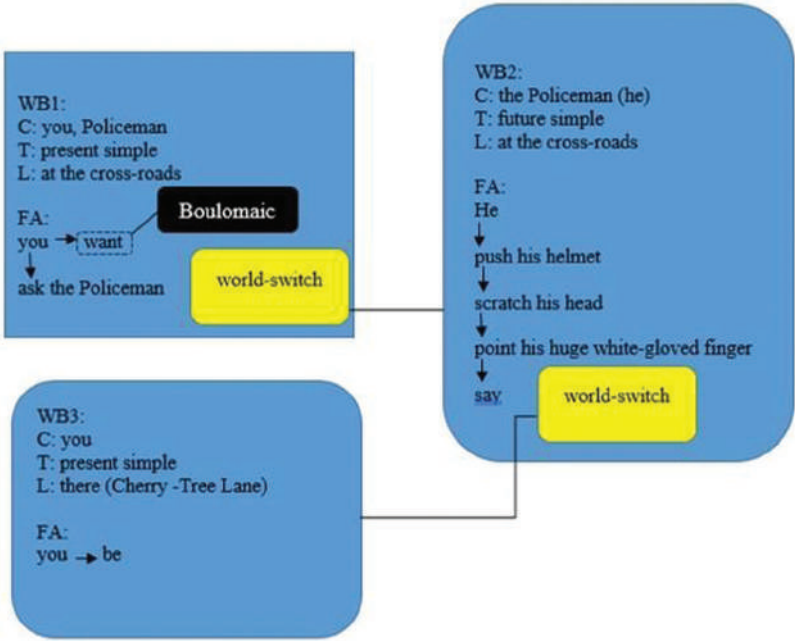 WB1:
C: you, Policeman
T: present simple
L: at the cross-roads
FA:
you want
Boulomaic
ask the Policeman
world-switch
WB2:
C: the Policeman (he)
T: future simple
L: at the cross-roads
FA:
He
push his helmet
scratch his head
point his huge white-gloved finger
say
world-switch
WB3:
C: you
T: present simple
L: there (Cherry -Tree Lane)
FA:
you be